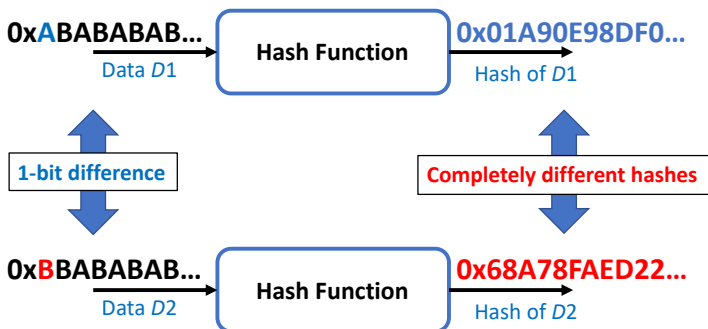 0xABABABAB...
Hash Function
0x01A90E98DF0...
Data D1
Hash of D1
1-bit difference
Completely different hashes
0xBBABABAB...
Hash Function
0x68A78FAED22...
Data D2
Hash of D2